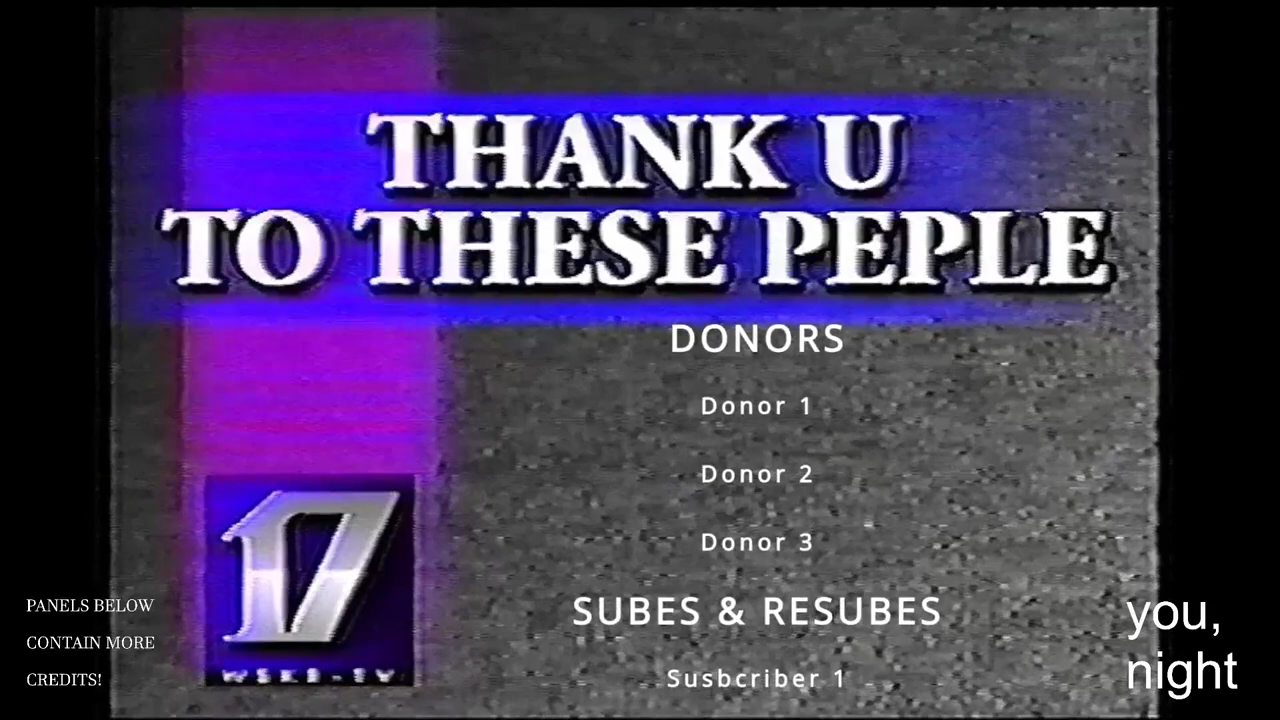 THANK U
TO THESE PEPLE
DONORS
Donor 1
Donor 2
Donor 3
SUBES & RESUBES
Susbcriber 1
17
PANELS BELOW
CONTAIN MORE
CREDITS!
you,
night